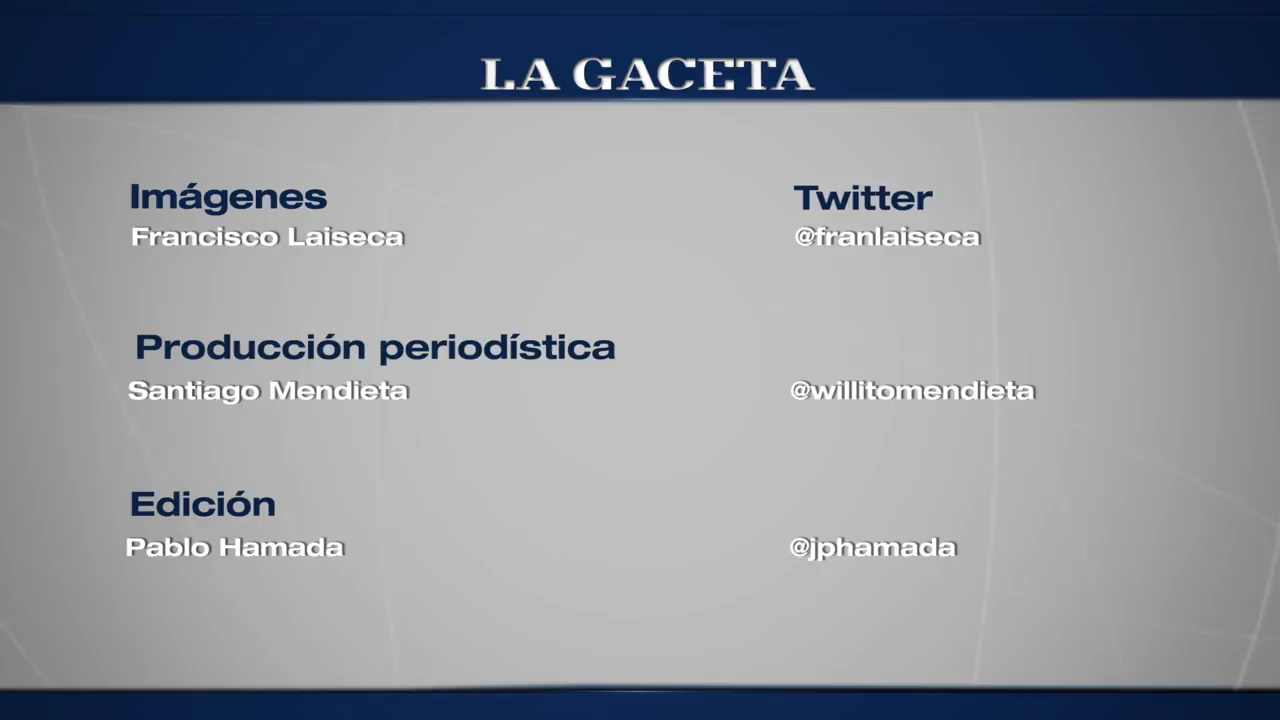 LA GACETA
Imágenes
Twitter
Francisco Laiseca
@franlaiseca
Producción periodística
Santiago Mendieta
@willitomendieta
Edición
Pablo Hamada
@jphamada